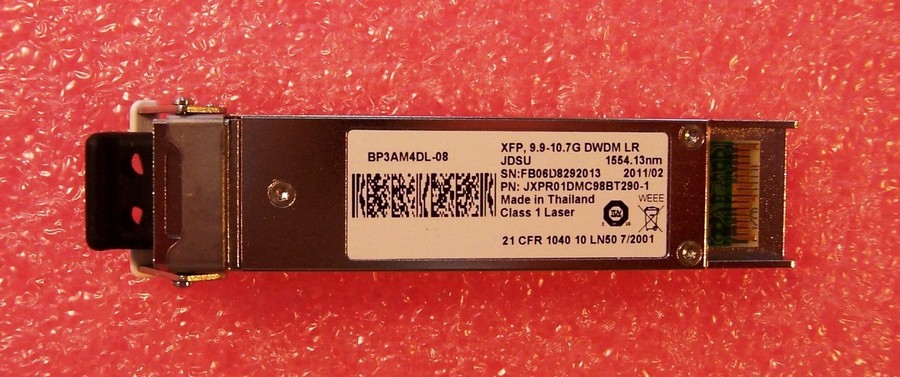 BP3AM4DL-08
XFP, 9.9-10.7G DWDM LR
JDSU 1554.13nm
SN:FB06D8292013 2011/02
PN: JXPR01DMC98BT290-1
Made in Thailand
WEEE
Class 1 Laser
21 CFR 1040 10 LN50 7/2001